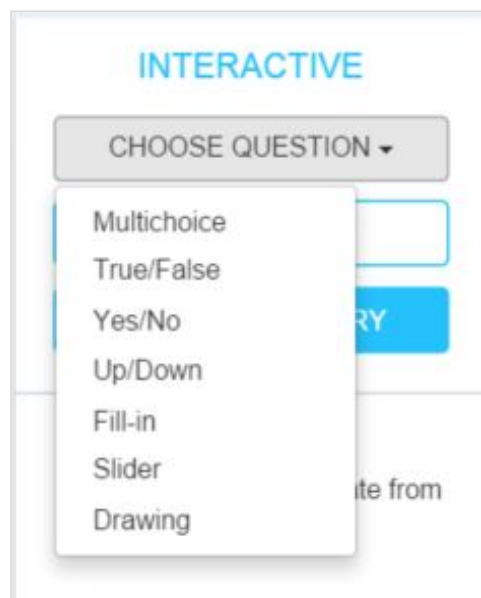 INTERACTIVE
CHOOSE QUESTION
Multichoice
True/False
Yes/No
RY
Up/Down
Fill-in
Slider
te from
Drawing